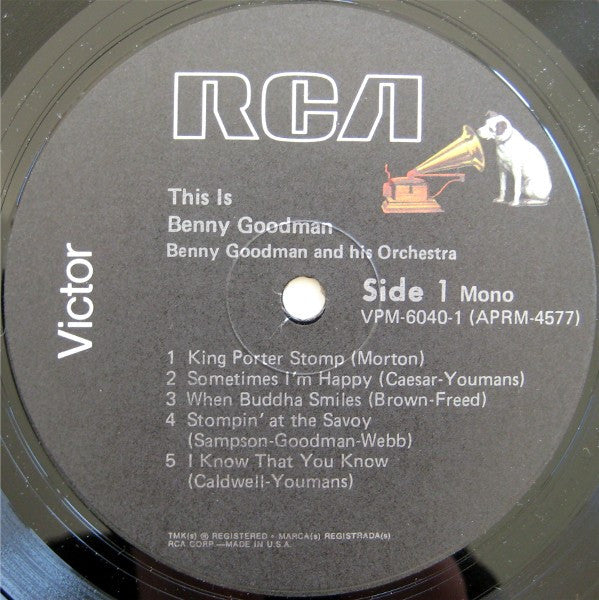 RCA
Victor
This Is
Benny Goodman
Benny Goodman and his Orchestra
Side 1 Mono
VPM-6040-1 (APRM-4577)
1 King Porter Stomp (Morton)
2 Sometimes I'm Happy (Caesar-Youmans)
3 When Buddha Smiles (Brown-Freed)
4 Stompin' at the Savoy
(Sampson-Goodman-Webb)
5 I Know That You Know
(Caldwell-Youmans)
TMK(s) ® REGISTERED • MARCA(s) REGISTRADA(s)
RCA CORP.—MADE IN U.S.A.